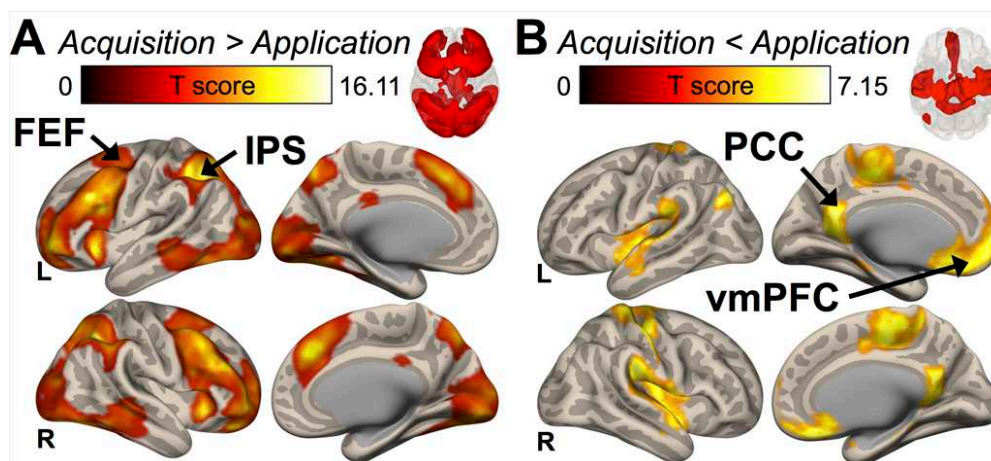 A Acquisition > Application
0 T score 16.11
FEF
IPS
L
R
B Acquisition < Application
0 T score 7.15
PCC
L
vmPFC
R